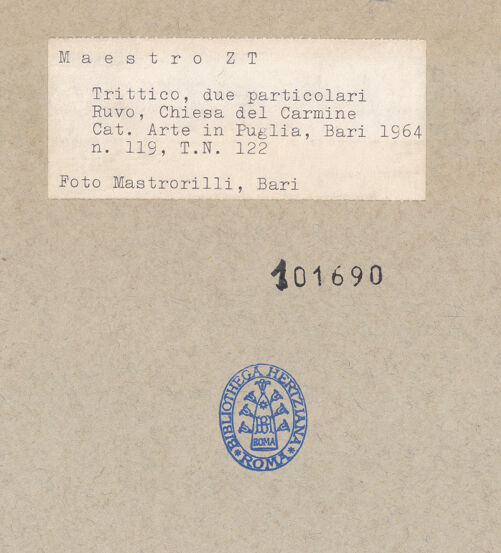 Maestro ZT
Trittico, due particolari
Ruvo, Chiesa del Carmine
Cat. Arte in Puglia, Bari 1964
n. 119, T.N. 122
Foto Mastrorilli, Bari
101690
BIBLIOTHECA HERTZIANA
BH
ROMA
ROMA